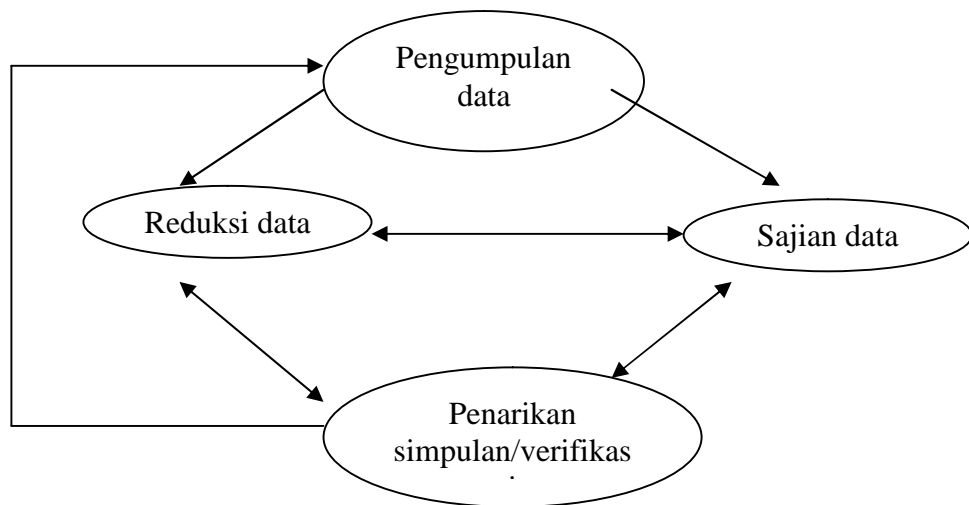 Pengumpulan
data
Reduksi data
Sajian data
Penarikan
simpulan/verifikas